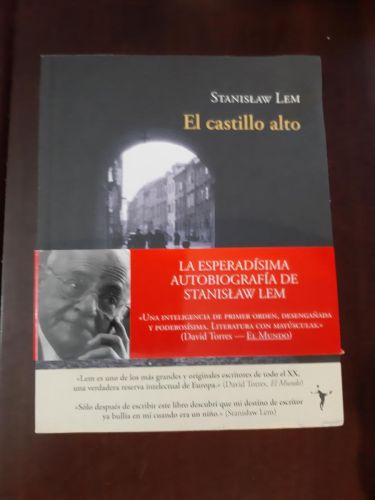 STANISŁAW LEM
El castillo alto
LA ESPERADÍSIMA
AUTOBIOGRAFÍA DE
STANISŁAW LEM
«UNA INTELIGENCIA DE PRIMER ORDEN, DESENGAÑADA
Y PODEROSÍSIMA. LITERATURA CON MAYÚSCULAS.»
(David Torres — EL MUNDO)
«Lem es uno de los más grandes y originales escritores de todo el XX,
una verdadera reserva intelectual de Europa.» (David Torres, El Mundo)
«Sólo después de escribir este libro descubrí que mi destino de escritor
ya bullía en mí cuando era un niño.» (Stanisław Lem)